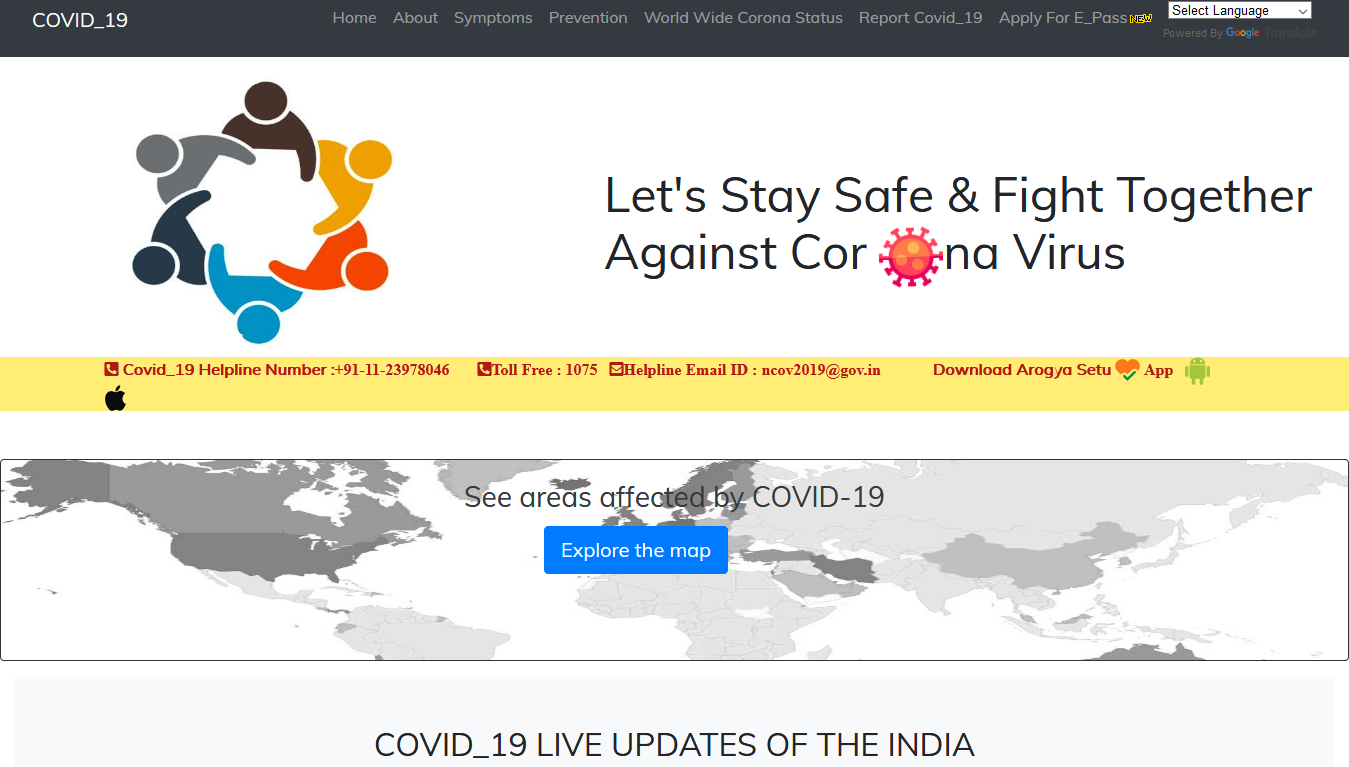 COVID_19 Home About Symptoms Prevention World Wide Corona Status Report Covid_19 Apply For E_Pass NEW Select Language
Powered By Google Translate
Let's Stay Safe & Fight Together
Against Cor na Virus
Covid_19 Helpline Number :+91-11-23978046 Toll Free : 1075 Helpline Email ID : ncov2019@gov.in Download Arogya Setu App
See areas affected by COVID-19
Explore the map
COVID_19 LIVE UPDATES OF THE INDIA